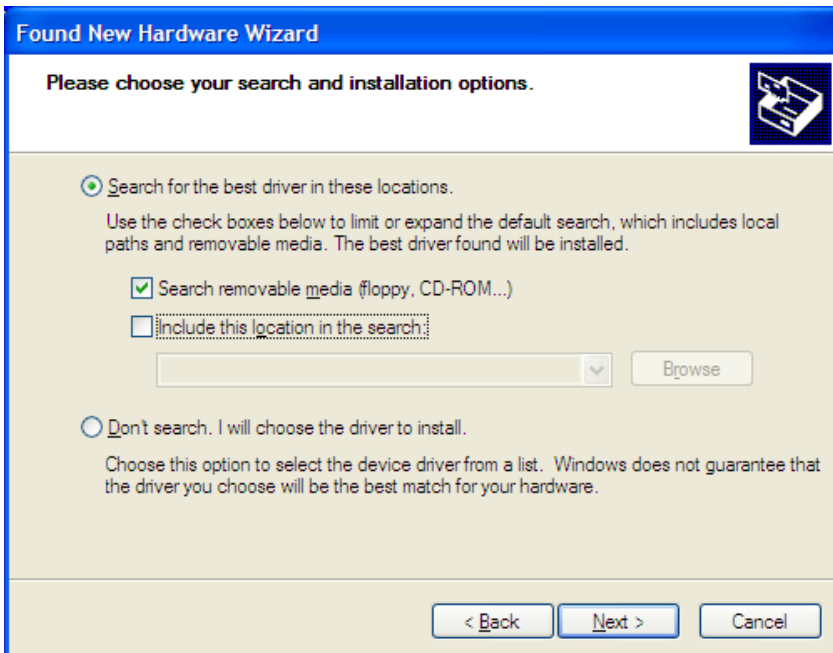 Found New Hardware Wizard
Please choose your search and installation options.
Search for the best driver in these locations.
Use the check boxes below to limit or expand the default search, which includes local
paths and removable media. The best driver found will be installed.
Search removable media (floppy, CD-ROM...)
Include this location in the search:
Browse
Don't search. I will choose the driver to install.
Choose this option to select the device driver from a list.  Windows does not guarantee that
the driver you choose will be the best match for your hardware.
< Back Next > Cancel